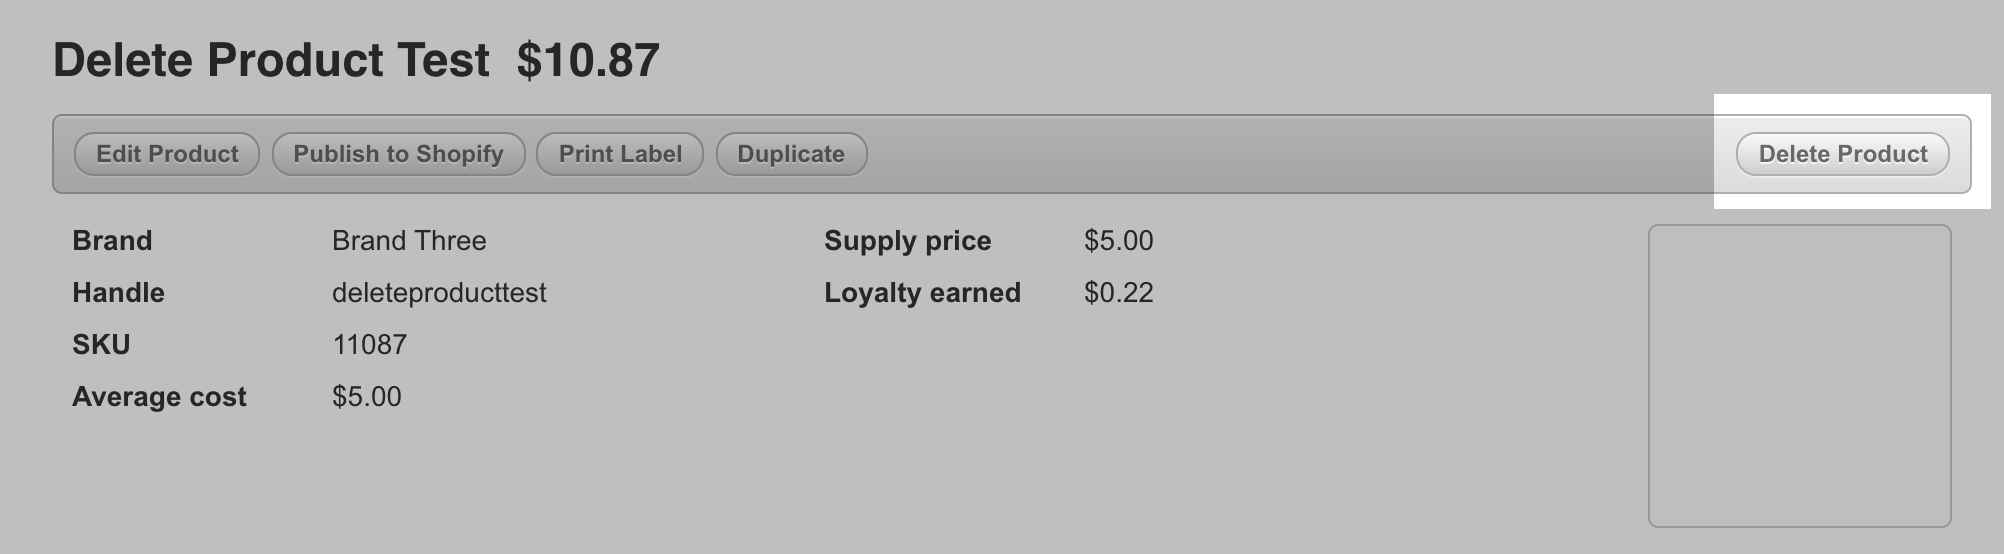 Delete Product Test $10.87
Edit Product Publish to Shopify Print Label Duplicate Delete Product
Brand Brand Three Supply price $5.00
Handle deleteproducttest Loyalty earned $0.22
SKU 11087
Average cost $5.00